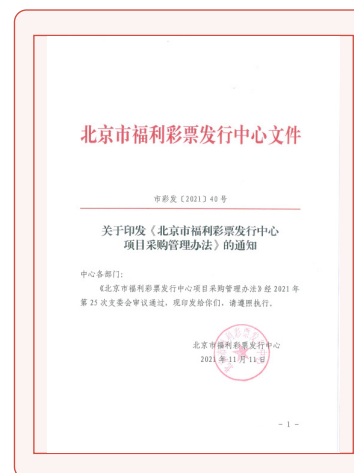 北京市福利彩票发行中心文件
市彩发〔2021〕40号
关于印发《北京市福利彩票发行中心
项目采购管理办法》的通知
中心各部门：
《北京市福利彩票发行中心项目采购管理办法》经2021年
第25次支委会审议通过，现印发给你们，请遵照执行。
北京市福利彩票发行中心
2021年11月11日
- 1 -